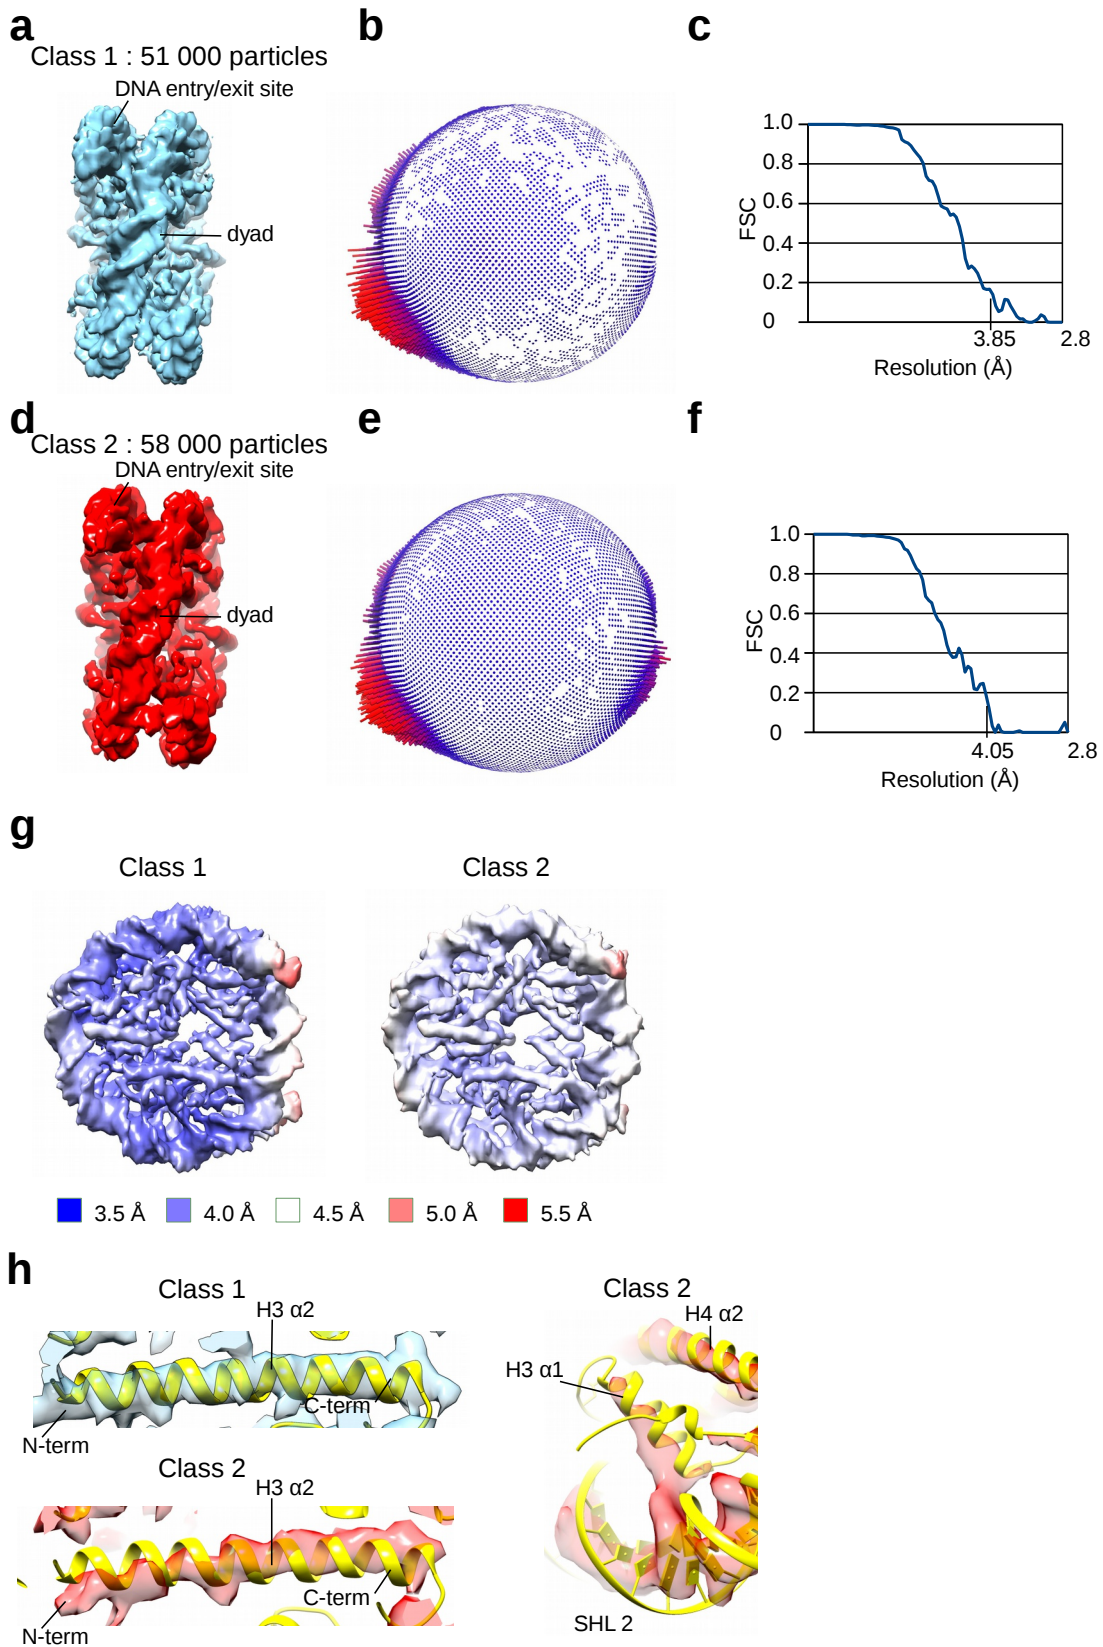 a
Class 1 : 51 000 particles
DNA entry/exit site
dyad
b
c
1.0
0.8
0.6
0.4
0.2
0
FSC
3.85
2.8
Resolution (Å)
d
Class 2 : 58 000 particles
DNA entry/exit site
dyad
e
f
1.0
0.8
0.6
0.4
0.2
0
FSC
4.05
2.8
Resolution (Å)
g
Class 1
Class 2
3.5 Å
4.0 Å
4.5 Å
5.0 Å
5.5 Å
h
Class 1
H3 α2
C-term
N-term
Class 2
H3 α2
C-term
N-term
Class 2
H4 α2
H3 α1
SHL 2